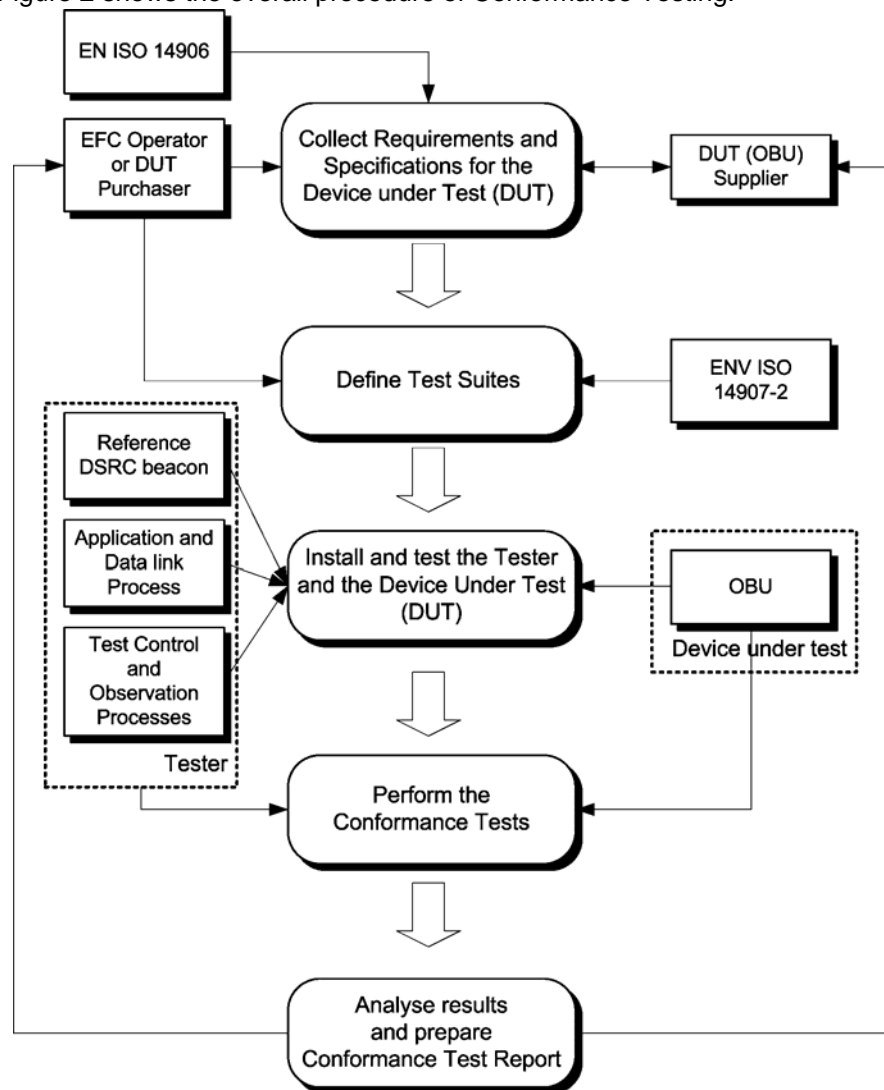 Figure 2 shows the overall procedure of Conformance Testing.
EN ISO 14906
EFC Operator
or DUT
Purchaser
Collect Requirements and
Specifications for the
Device under Test (DUT)
DUT (OBU)
Supplier
Define Test Suites
ENV ISO
14907-2
Reference
DSRC beacon
Application and
Data link
Process
Test Control
and
Observation
Processes
Tester
Install and test the Tester
and the Device Under Test
(DUT)
OBU
Device under test
Perform the
Conformance Tests
Analyse results
and prepare
Conformance Test Report